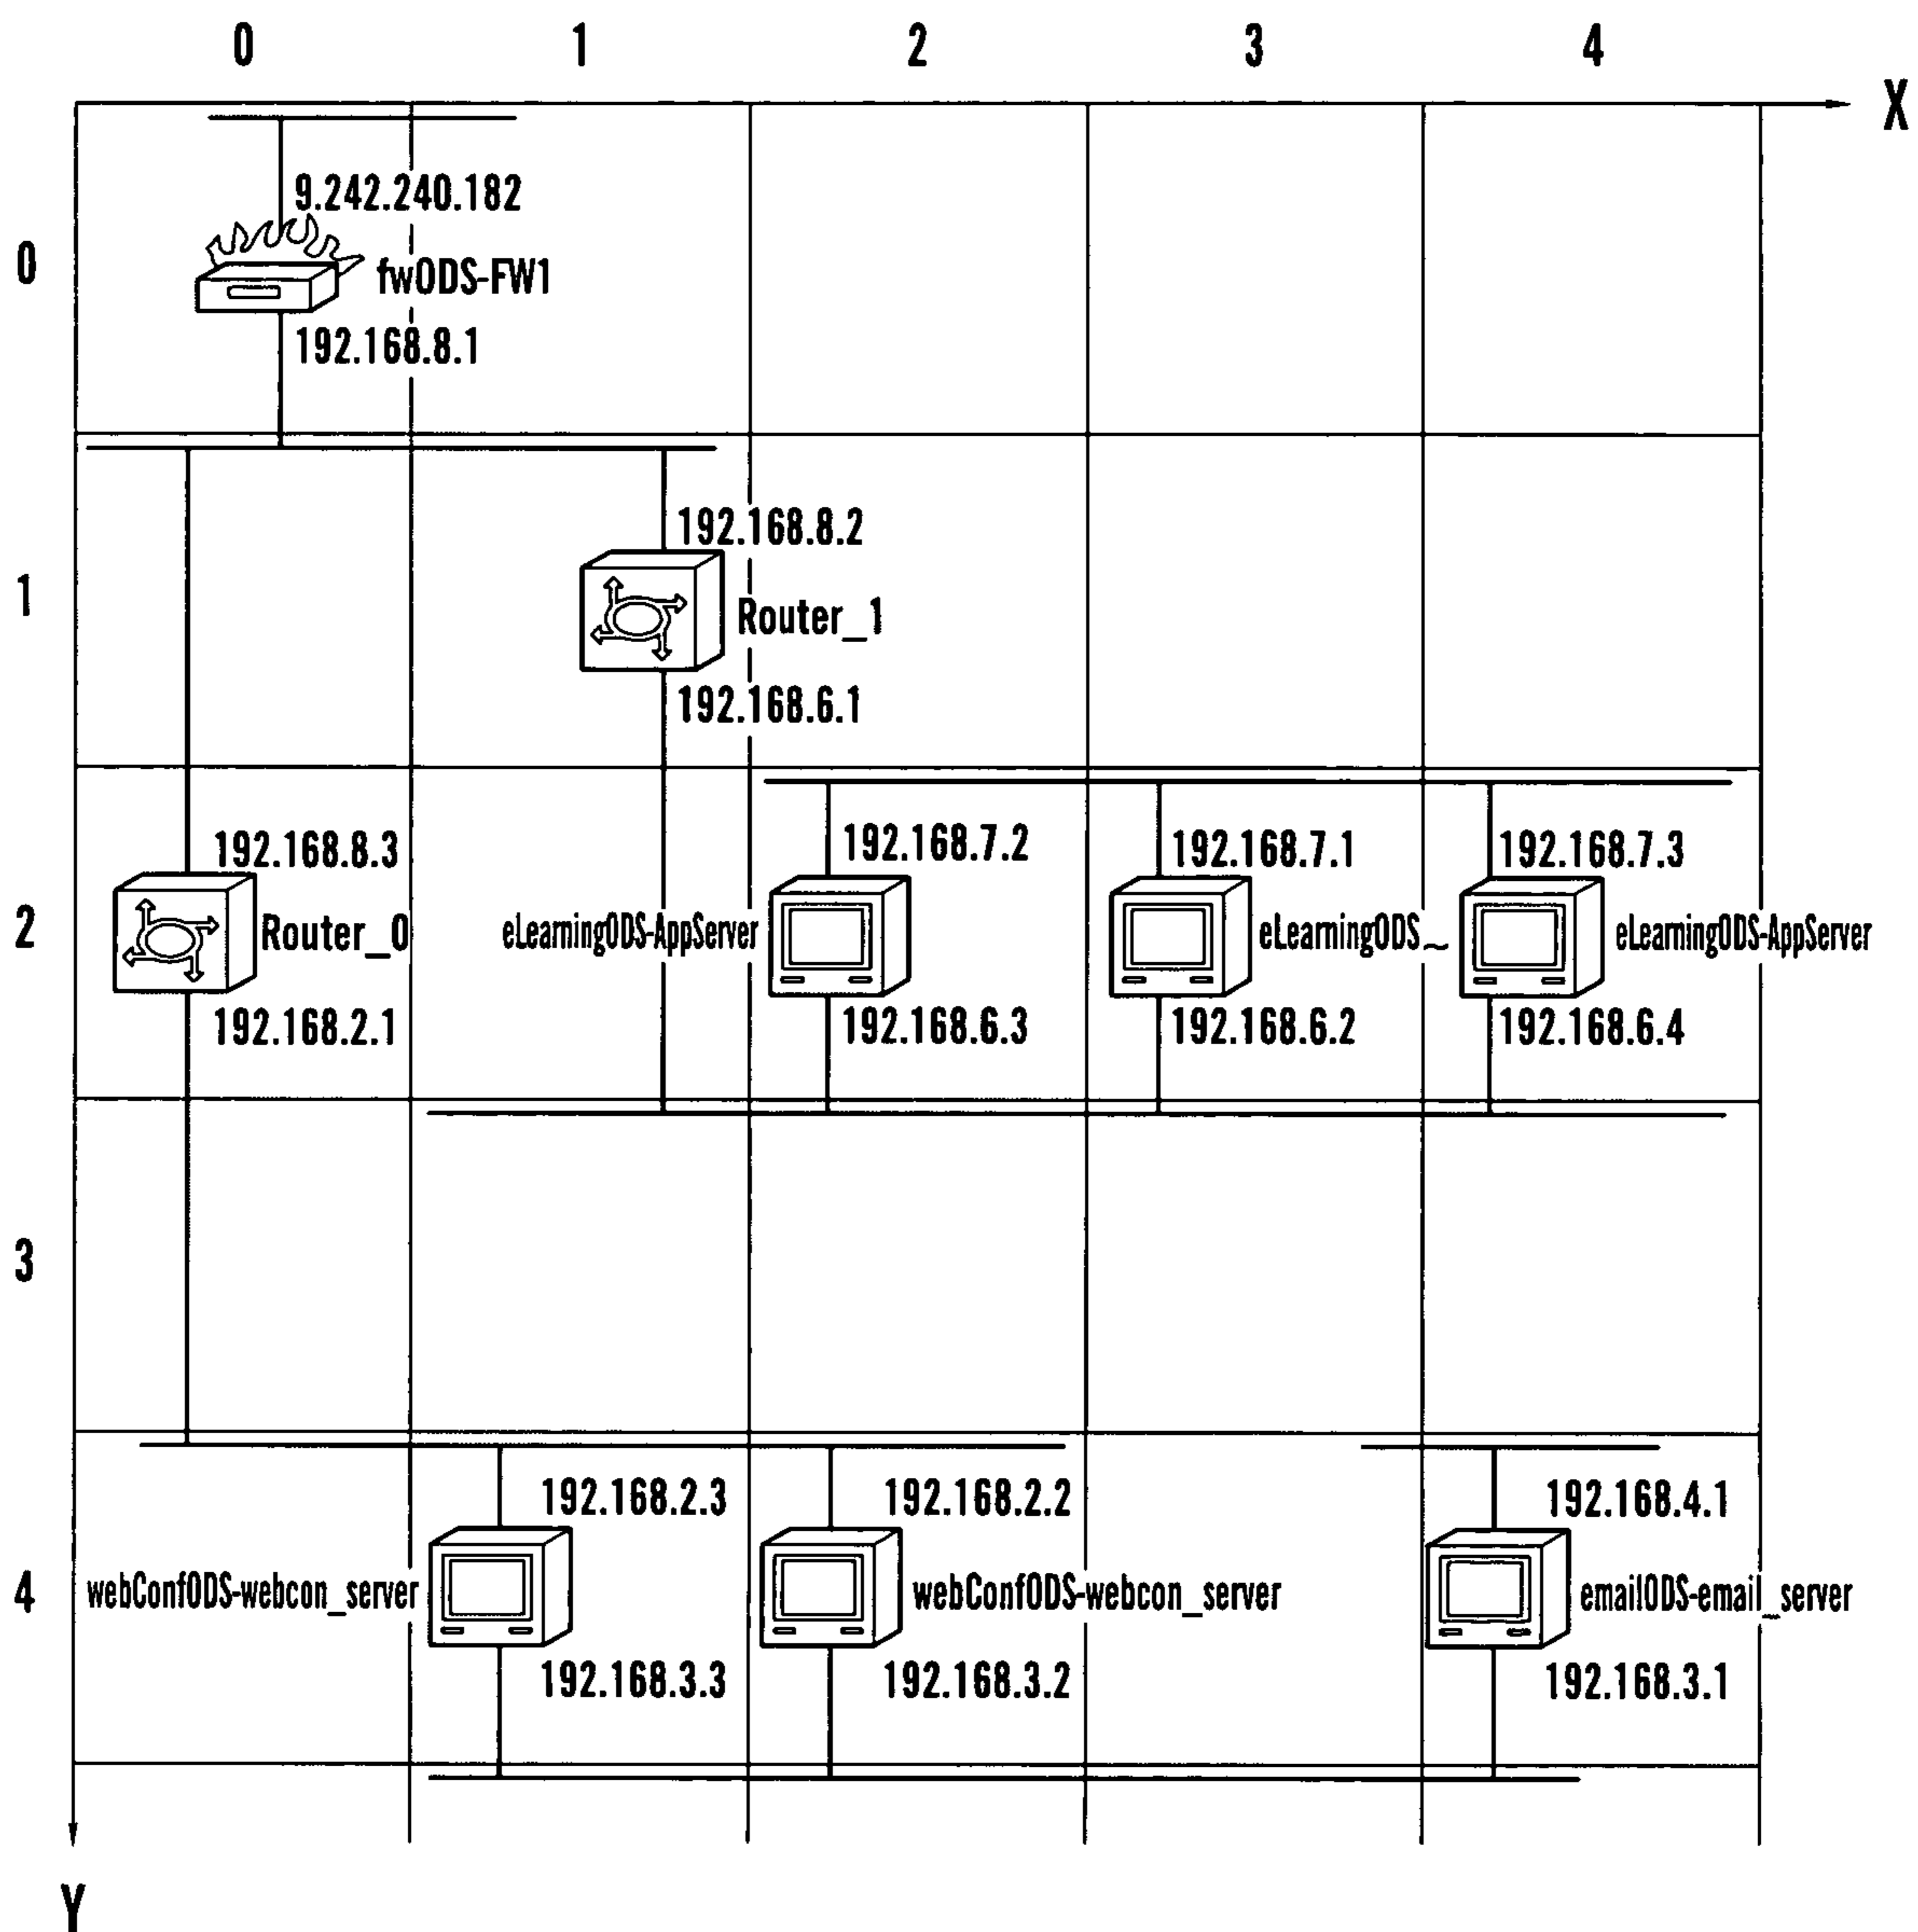 0 1 2 3 4
X
9.242.240.182
0
fwODS-FW1
192.168.8.1
192.168.8.2
1
Router_1
192.168.6.1
192.168.8.3 192.168.7.2 192.168.7.1 192.168.7.3
2
Router_0 eLearningODS-AppServer eLearningODS~ eLearningODS-AppServer
192.168.2.1 192.168.6.3 192.168.6.2 192.168.6.4
3
192.168.2.3 192.168.2.2 192.168.4.1
4
webConfODS-webcon_server webConfODS-webcon_server emailODS-email_server
192.168.3.3 192.168.3.2 192.168.3.1
Y